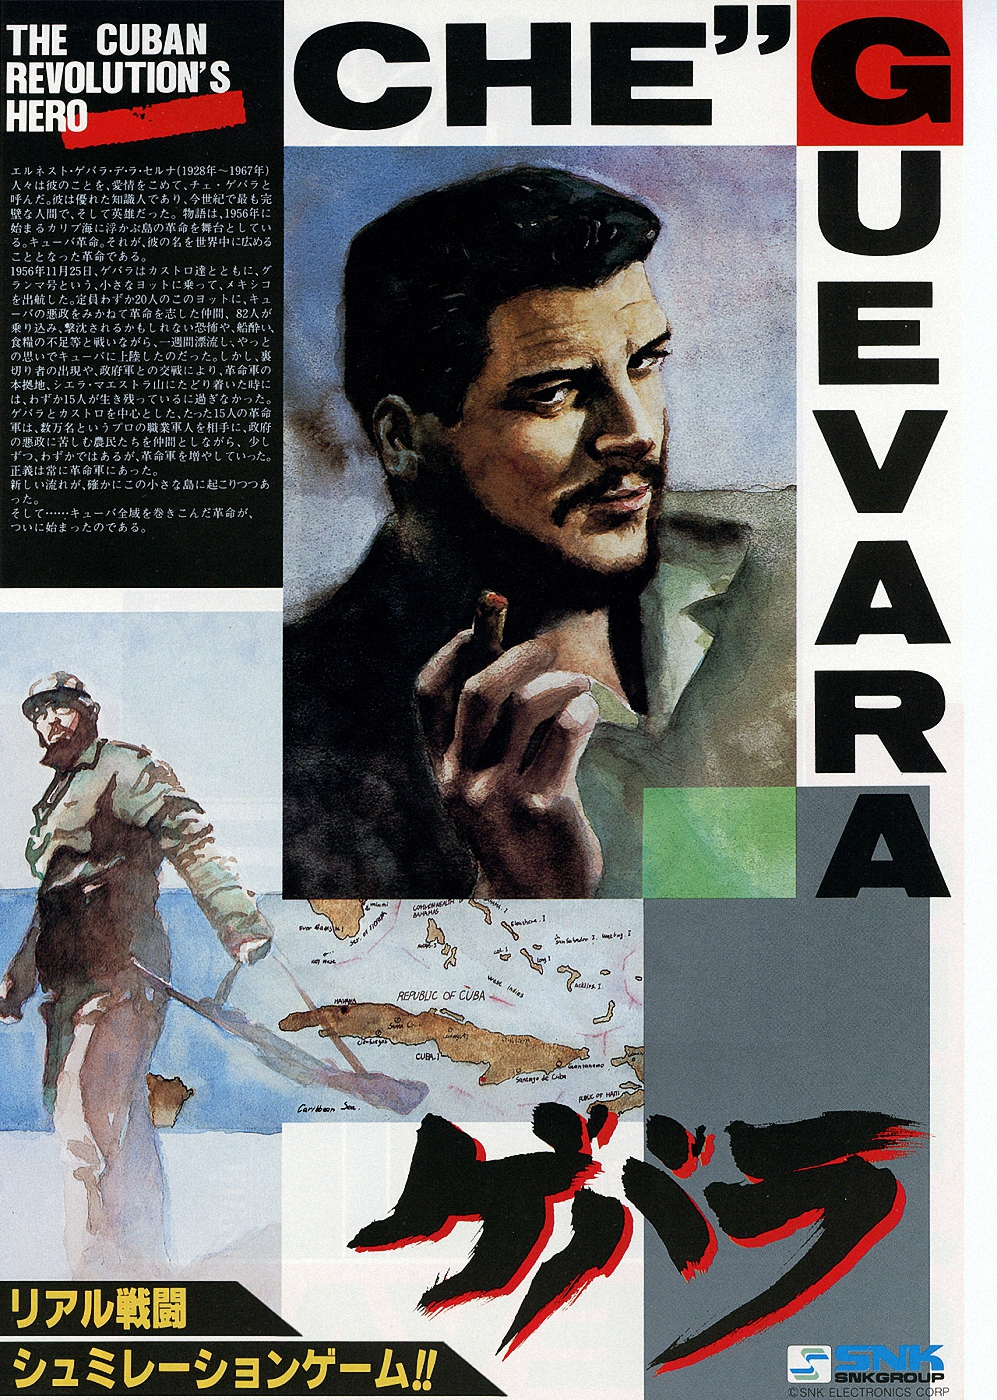 THE CUBAN
REVOLUTION'S
HERO
CHE”
GUEVARA
エルネスト・ゲバラ・デ・ラ・セルナ(1928年〜1967年)
人々は彼のことを、愛情をこめて、チェ・ゲバラと
呼んだ。彼は優れた知識人であり、今世紀で最も完
璧な人間で、そして英雄だった。物語は、1956年に
始まるカリブ海に浮かぶ島の革命を舞台としてい
る。キューバ革命。それが、彼の名を世界中に広める
こととなった革命である。
1956年11月25日、ゲバラはカストロ達とともに、グ
ランマ号という、小さなヨットに乗って、メキシコ
を出航した。定員わずか20人のこのヨットに、キュ
ーバの悪政をみかねて革命を志した仲間、82人が
乗り込み、撃沈されるかもしれない恐怖や、船酔い、
食糧の不足等と戦いながら、一週間漂流し、やっと
の思いでキューバに上陸したのだった。しかし、裏
切り者の出現や、政府軍との交戦により、革命軍の
本拠地、シエラ・マエストラ山にたどり着いた時に
は、わずか15人が生き残っているに過ぎなかった。
ゲバラとカストロを中心とした、たった15人の革命
軍は、数万名というプロの職業軍人を相手に、政府
の悪政に苦しむ農民たちを仲間としながら、少し
ずつ、わずかではあるが、革命軍を増やしていった。
正義は常に革命軍にあった。
新しい流れが、確かにこの小さな島に起こりつつあ
った。
そして……キューバ全域を巻きこんだ革命が、
ついに始まったのである。
miami
COMMONWEALTH
BAHAMAS
key west
Eleuthera. I
San Salvador I.
Cat. I
long I
Acklins. I.
West Indies
HAVANA
REPUBLIC OF CUBA
Cienfuegos
CUBA. I
Guantanamo
Santiago de Cuba
Caribbean Sea.
ゲバラ
リアル戦闘
シュミレーションゲーム!!
SNK
SNK GROUP
©SNK ELECTRONICS CORP